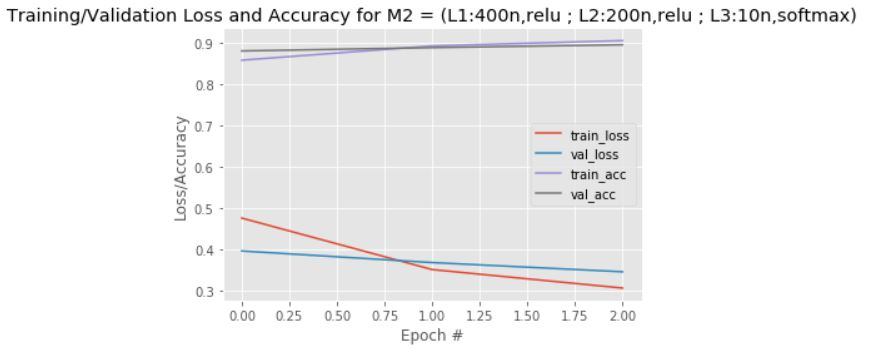 Training/Validation Loss and Accuracy for M2 = (L1:400n,relu ; L2:200n,relu ; L3:10n,softmax)
0.9
0.8
0.7
0.6
0.5
0.4
0.3
Loss/Accuracy
train_loss
val_loss
train_acc
val_acc
0.00 0.25 0.50 0.75 1.00 1.25 1.50 1.75 2.00
Epoch #